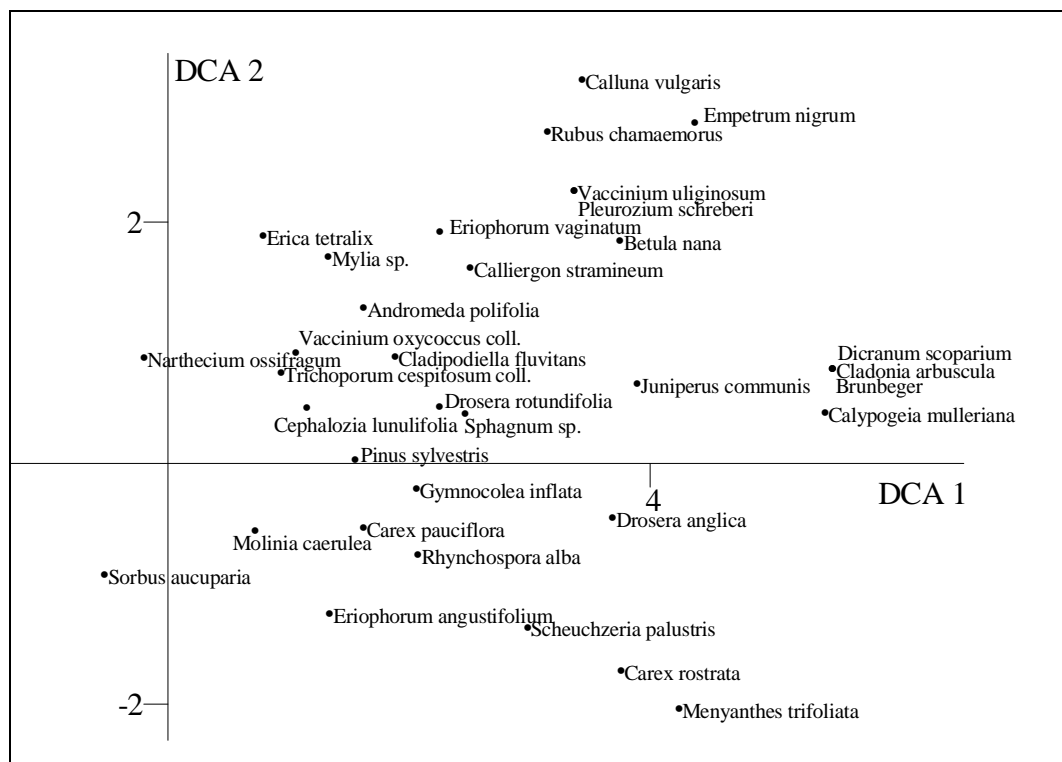 DCA 2
Calluna vulgaris
Empetrum nigrum
Rubus chamaemorus
Vaccinium uliginosum
Pleurozium schreberi
2
Eriophorum vaginatum
Erica tetralix
Betula nana
Mylia sp.
Calliergon stramineum
Andromeda polifolia
Vaccinium oxycoccus coll.
Dicranum scoparium
Narthecium ossifragum
Cladipodiella fluvitans
Cladonia arbuscula
Trichoporum cespitosum coll.
Juniperus communis
Brunbeger
Drosera rotundifolia
Calypogeia mulleriana
Cephalozia lunulifolia
Sphagnum sp.
Pinus sylvestris
Gymnocolea inflata
4
DCA 1
Drosera anglica
Carex pauciflora
Molinia caerulea
Rhynchospora alba
Sorbus aucuparia
Eriophorum angustifolium
Scheuchzeria palustris
Carex rostrata
-2
Menyanthes trifoliata